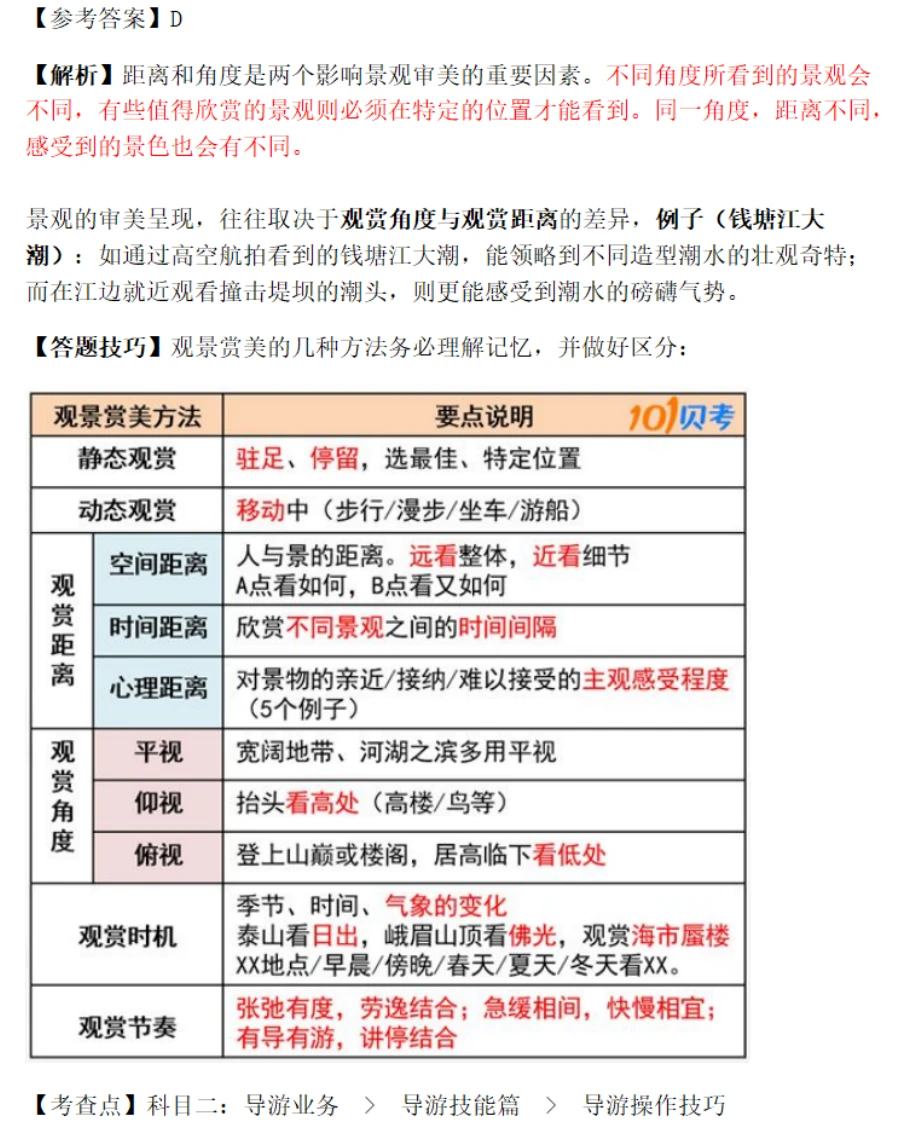 【参考答案】D
【解析】距离和角度是两个影响景观审美的重要因素。不同角度所看到的景观会
不同，有些值得欣赏的景观则必须在特定的位置才能看到。同一角度，距离不同，
感受到的景色也会有不同。
景观的审美呈现，往往取决于观赏角度与观赏距离的差异，例子（钱塘江大
潮）：如通过高空航拍看到的钱塘江大潮，能领略到不同造型潮水的壮观奇特；
而在江边就近观看撞击堤坝的潮头，则更能感受到潮水的磅礴气势。
【答题技巧】观景赏美的几种方法务必理解记忆，并做好区分：
观景赏美方法
要点说明
101贝考
静态观赏
驻足、停留，选最佳、特定位置
动态观赏
移动中（步行/漫步/坐车/游船）
观赏距离
空间距离
人与景的距离。远看整体，近看细节
A点看如何，B点看又如何
时间距离
欣赏不同景观之间的时间间隔
心理距离
对景物的亲近/接纳/难以接受的主观感受程度
（5个例子）
观赏角度
平视
宽阔地带、河湖之滨多用平视
仰视
抬头看高处（高楼/鸟等）
俯视
登上山巅或楼阁，居高临下看低处
观赏时机
季节、时间、气象的变化
泰山看日出，峨眉山顶看佛光，观赏海市蜃楼
XX地点/早晨/傍晚/春天/夏天/冬天看XX。
观赏节奏
张弛有度，劳逸结合；急缓相间，快慢相宜；
有导有游，讲停结合
【考查点】科目二：导游业务 > 导游技能篇 > 导游操作技巧